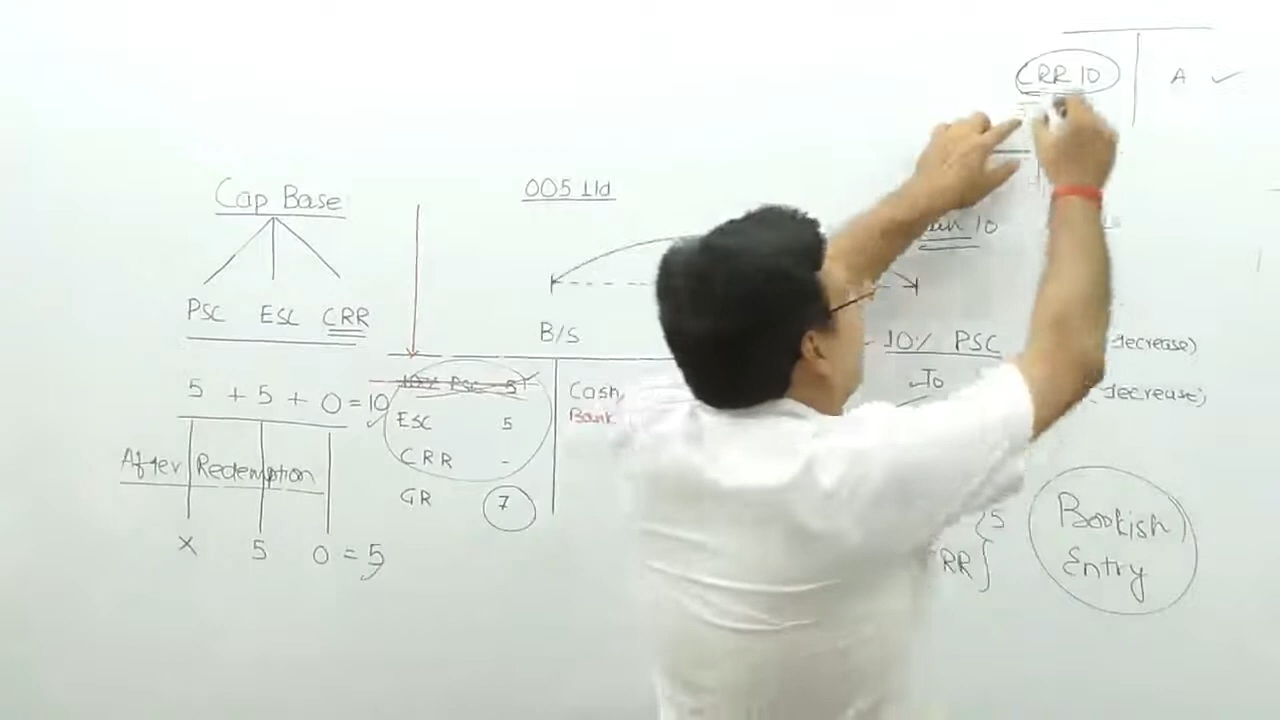 CRR 10 A ✓
Cap Base
005 Ltd
10
PSC ESC CRR
B/S
10% PSC decrease)
5 + 5 + 0 = 10 ✓
10% PSC 5
Cash
To decrease)
ESC 5
Bank
CRR -
After Redemption
GR 7
5
Bookish
Entry
RR
× 5 0 = 5